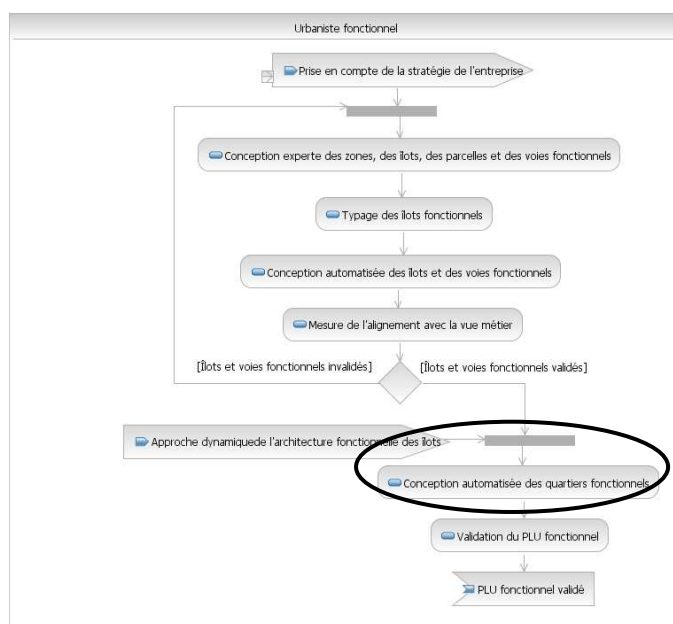 Urbaniste fonctionnel
Prise en compte de la stratégie de l'entreprise
Conception experte des zones, des îlots, des parcelles et des voies fonctionnels
Typage des îlots fonctionnels
Conception automatisée des îlots et des voies fonctionnels
Mesure de l'alignement avec la vue métier
[Îlots et voies fonctionnels invalidés]
[Îlots et voies fonctionnels validés]
Approche dynamiquede l'architecture fonctionnelle des îlots
Conception automatisée des quartiers fonctionnels
Validation du PLU fonctionnel
PLU fonctionnel validé